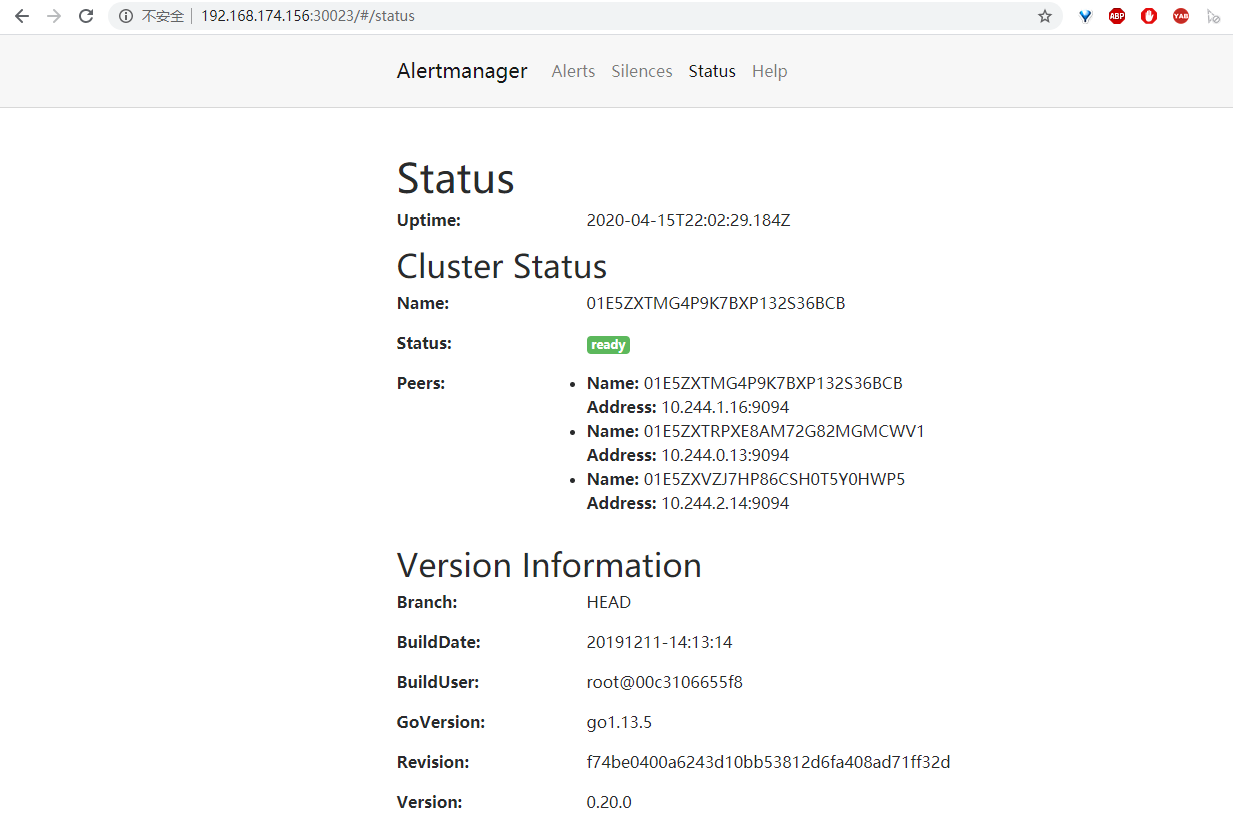 不安全 192.168.174.156:30023/#/status
ABP
YAB
Alertmanager Alerts Silences Status Help
Status
Uptime: 2020-04-15T22:02:29.184Z
Cluster Status
Name: 01E5ZXTMG4P9K7BXP132S36BCB
Status: ready
Peers: • Name: 01E5ZXTMG4P9K7BXP132S36BCB
Address: 10.244.1.16:9094
• Name: 01E5ZXTRPXE8AM72G82MGMCWV1
Address: 10.244.0.13:9094
• Name: 01E5ZXVZJ7HP86CSH0T5Y0HWP5
Address: 10.244.2.14:9094
Version Information
Branch: HEAD
BuildDate: 20191211-14:13:14
BuildUser: root@00c3106655f8
GoVersion: go1.13.5
Revision: f74be0400a6243d10bb53812d6fa408ad71ff32d
Version: 0.20.0